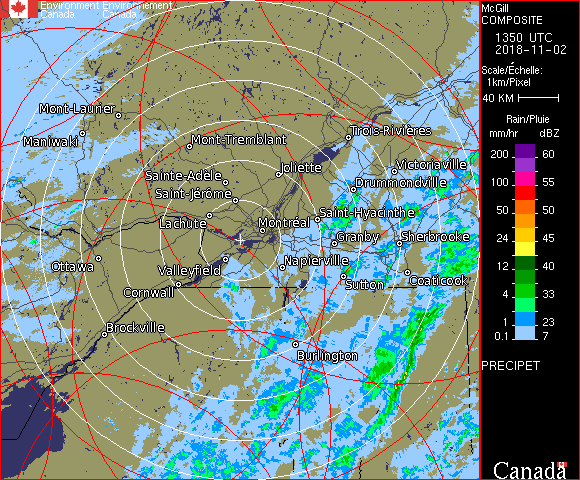 Environment Environnement
Canada Canada
McGill
COMPOSITE
1350 UTC
2018-11-02
Scale/Échelle:
1km/Pixel
40 KM
Rain/Pluie
mm/hr dBZ
200 60
100 55
50 50
24 45
12 40
4 33
1 23
0.1 7
PRECIPET
Canada
Mont-Laurier
Maniwaki
Mont-Tremblant
Trois-Rivières
Sainte-Adèle
Joliette
Victoriaville
Saint-Jérôme
Drummondville
Lachute
Montréal
Saint-Hyacinthe
Granby
Sherbrooke
Ottawa
Valleyfield
Napierville
Cornwall
Sutton
Coaticook
Brockville
Burlington